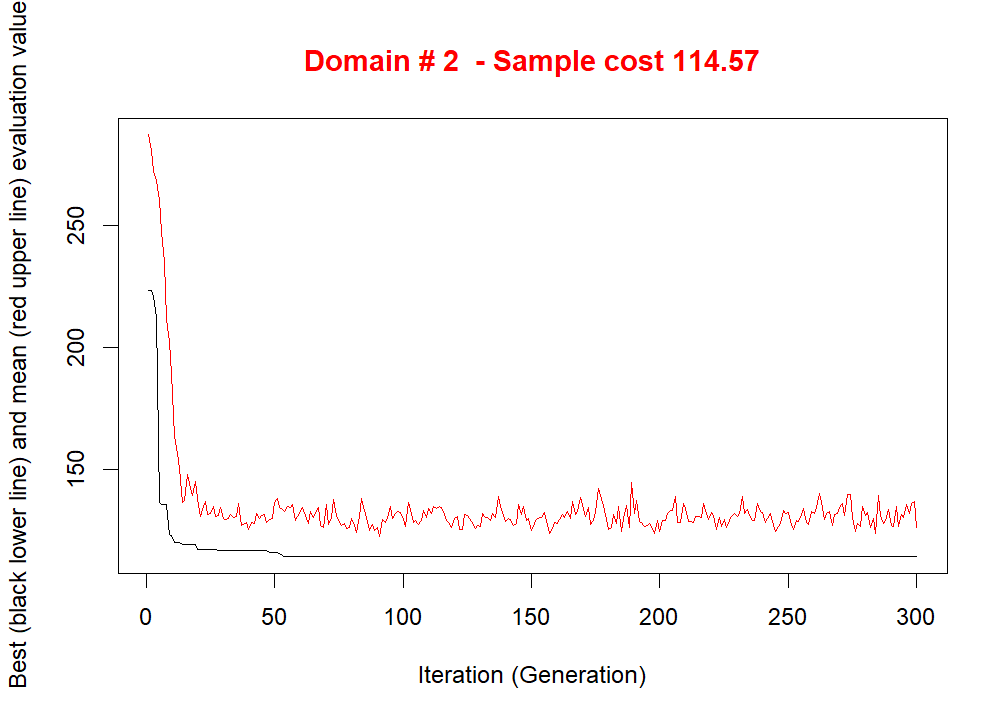 Domain # 2  - Sample cost 114.57
Best (black lower line) and mean (red upper line) evaluation value
250
200
150
0 50 100 150 200 250 300
Iteration (Generation)